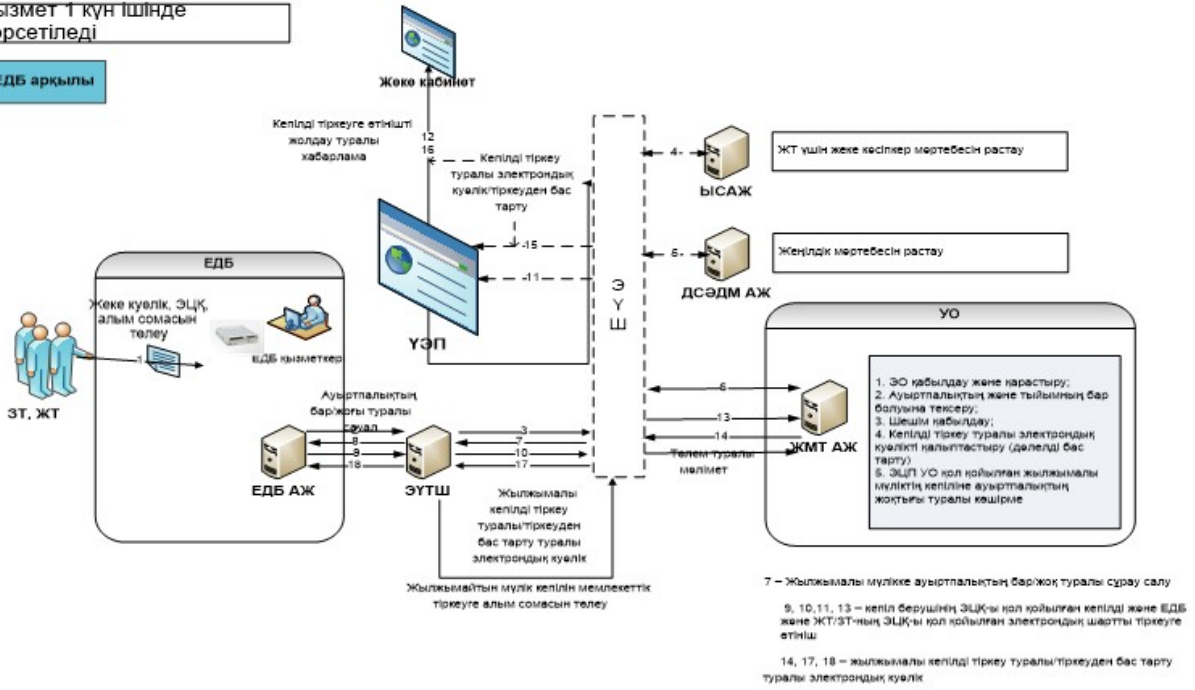 қызмет 1 күн ішінде
көрсетіледі
ЕДБ арқылы
Жеке кабинет
Кепілді тіркеуге өтінішті
жолдау туралы
хабарлама
12
16
Кепілді тіркеу
туралы электрондық
куәлік/тіркеуден бас
тарту
-15
-11
ҮЭП
Э
Ү
Ш
4-
ЫСАЖ
ЖТ үшін жеке кәсіпкер мәртебесін растау
5-
ДСӘДМ АЖ
Жеңілдік мәртебесін растау
ЕДБ
Жеке куәлік, ЭЦҚ,
алым сомасын
төлеу
1
ЕДБ қызметкер
ЗТ, ЖТ
Ауыртпалықтың
бар/жоғы туралы
сауал
2
8
9
18
ЕДБ АЖ
ЭҮТШ
3
7
10
17
Жылжымалы
кепілді тіркеу
туралы/тіркеуден
бас тарту туралы
электрондық куәлік
Жылжымайтын мүлік кепілін мемлекеттік
тіркеуге алым сомасын төлеу
6
13
14
Төлем туралы
мәлімет
УО
ЖМТ АЖ
1. ЭО қабылдау және қарастыру;
2. Ауыртпалықтың және тыйымның бар
болуына тексеру;
3. Шешім қабылдау;
4. Кепілді тіркеу туралы электрондық
куәлікті қалыптастыру (дәлелді бас
тарту)
5. ЭЦП УО қол қойылған жылжымалы
мүліктің кепіліне ауыртпалықтың
жоқтығы туралы көшірме
7 – Жылжымалы мүлікке ауыртпалықтың бар/жоқ туралы сұрау салу
9, 10,11, 13 – кепіл берушінің ЭЦҚ-ы қол қойылған кепілді және ЕДБ
және ЖТ/ЗТ-ның ЭЦҚ-ы қол қойылған электрондық шартты тіркеуге
өтініш
14, 17, 18 – жылжымалы кепілді тіркеу туралы/тіркеуден бас тарту
туралы электрондық куәлік